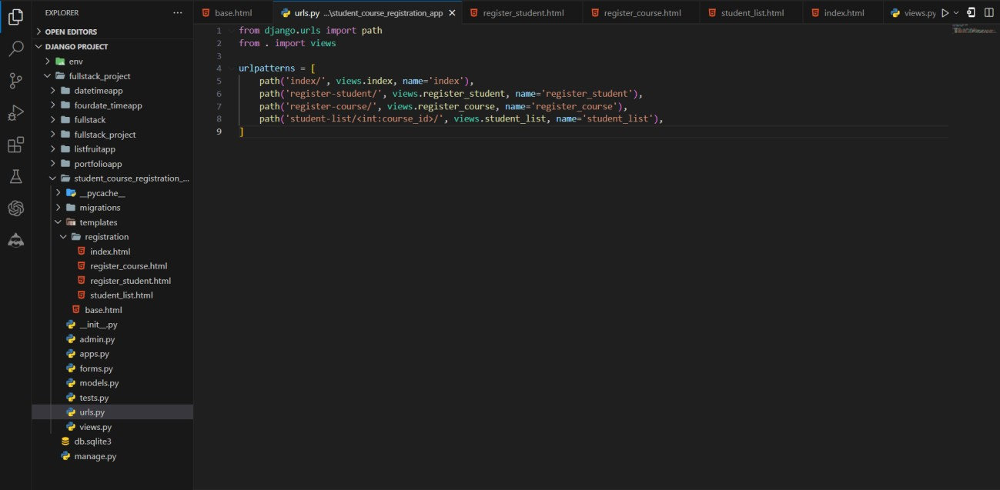 EXPLORER
OPEN EDITORS
DJANGO PROJECT
env
fullstack_project
datetimeapp
fourdate_timeapp
fullstack
fullstack_project
listfruitapp
portfolioapp
student_course_registration_...
__pycache__
migrations
templates
registration
index.html
register_course.html
register_student.html
student_list.html
base.html
__init__.py
admin.py
apps.py
forms.py
models.py
tests.py
urls.py
views.py
db.sqlite3
manage.py
base.html
urls.py ...\student_course_registration_app
register_student.html
register_course.html
student_list.html
index.html
views.py
1 from django.urls import path
2 from . import views
3
4 urlpatterns = [
5     path('index/', views.index, name='index'),
6     path('register-student/', views.register_student, name='register_student'),
7     path('register-course/', views.register_course, name='register_course'),
8     path('student-list/<int:course_id>/', views.student_list, name='student_list'),
9 ]